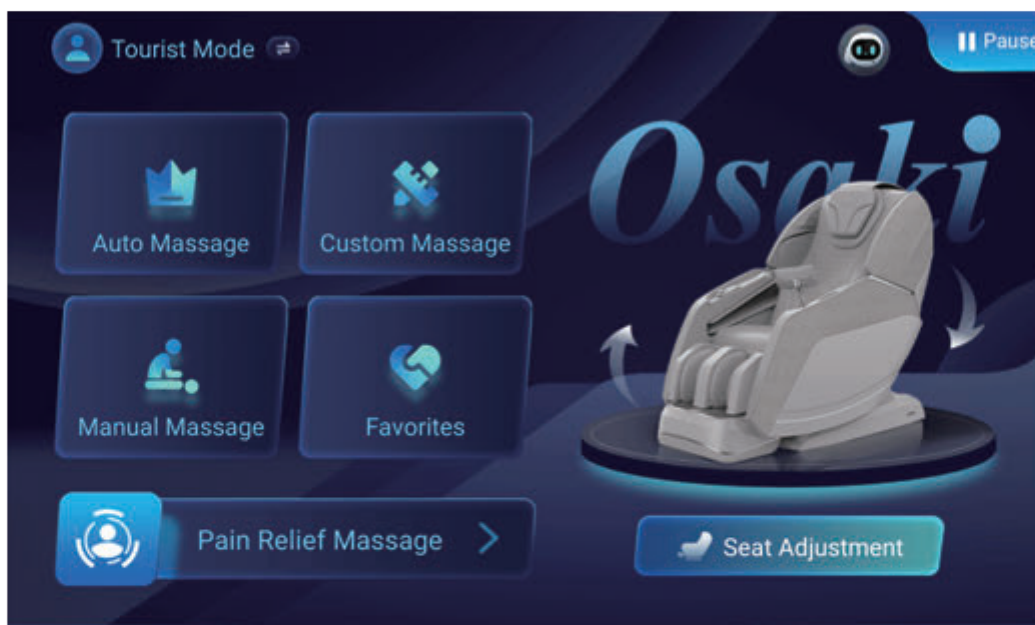 Tourist Mode
Pause
Osaki
Auto Massage
Custom Massage
Manual Massage
Favorites
Pain Relief Massage
Seat Adjustment